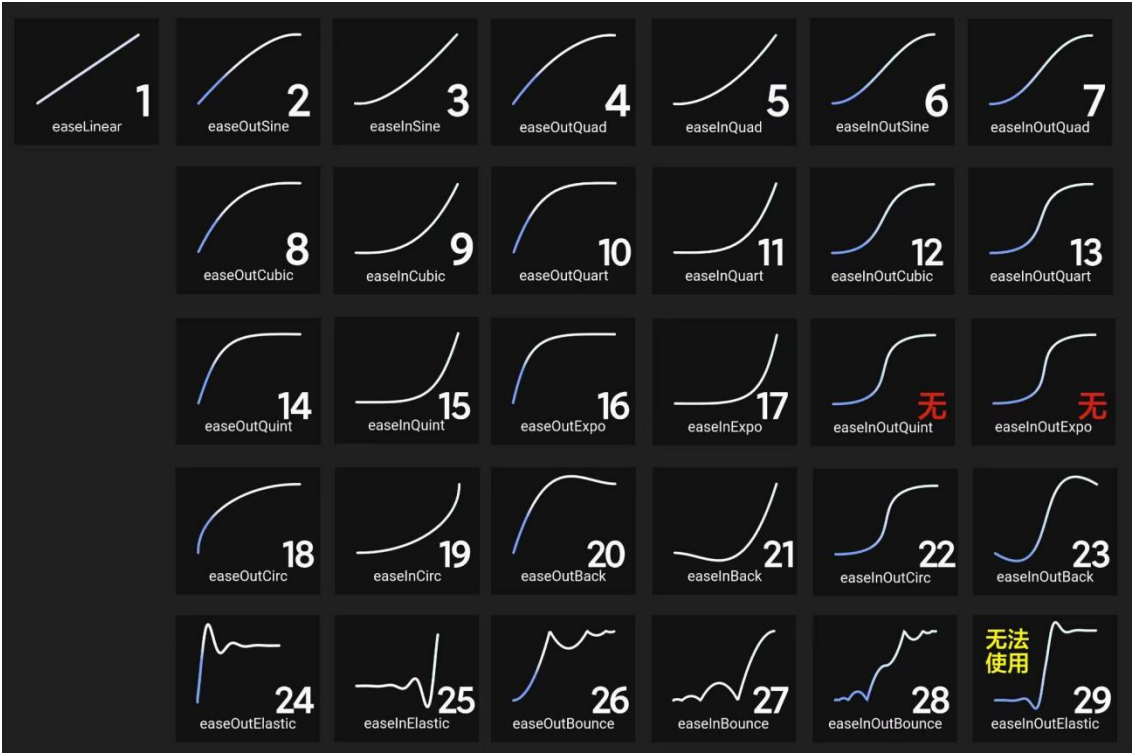 1
easeLinear
2
easeOutSine
3
easeInSine
4
easeOutQuad
5
easeInQuad
6
easeInOutSine
7
easeInOutQuad
8
easeOutCubic
9
easeInCubic
10
easeOutQuart
11
easeInQuart
12
easeInOutCubic
13
easeInOutQuart
14
easeOutQuint
15
easeInQuint
16
easeOutExpo
17
easeInExpo
无
easeInOutQuint
无
easeInOutExpo
18
easeOutCirc
19
easeInCirc
20
easeOutBack
21
easeInBack
22
easeInOutCirc
23
easeInOutBack
24
easeOutElastic
25
easeInElastic
26
easeOutBounce
27
easeInBounce
28
easeInOutBounce
无法
使用
29
easeInOutElastic